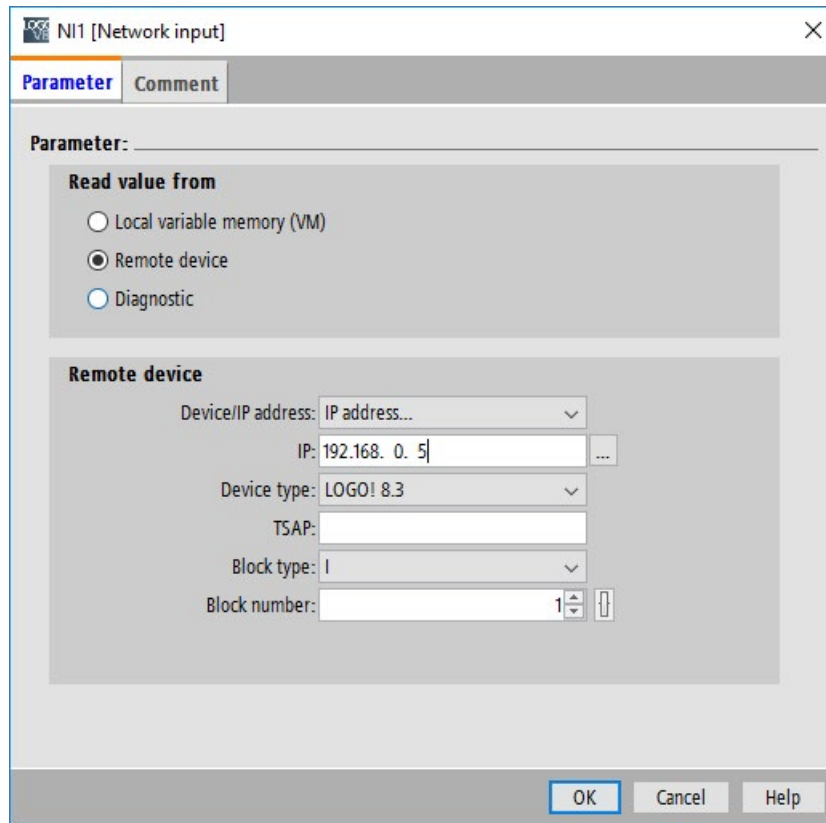 NI1 [Network input]
Parameter
Comment
Parameter:
Read value from
Local variable memory (VM)
Remote device
Diagnostic
Remote device
Device/IP address: IP address...
IP: 192.168. 0. 5
...
Device type: LOGO! 8.3
TSAP:
Block type: I
Block number: 1
OK Cancel Help